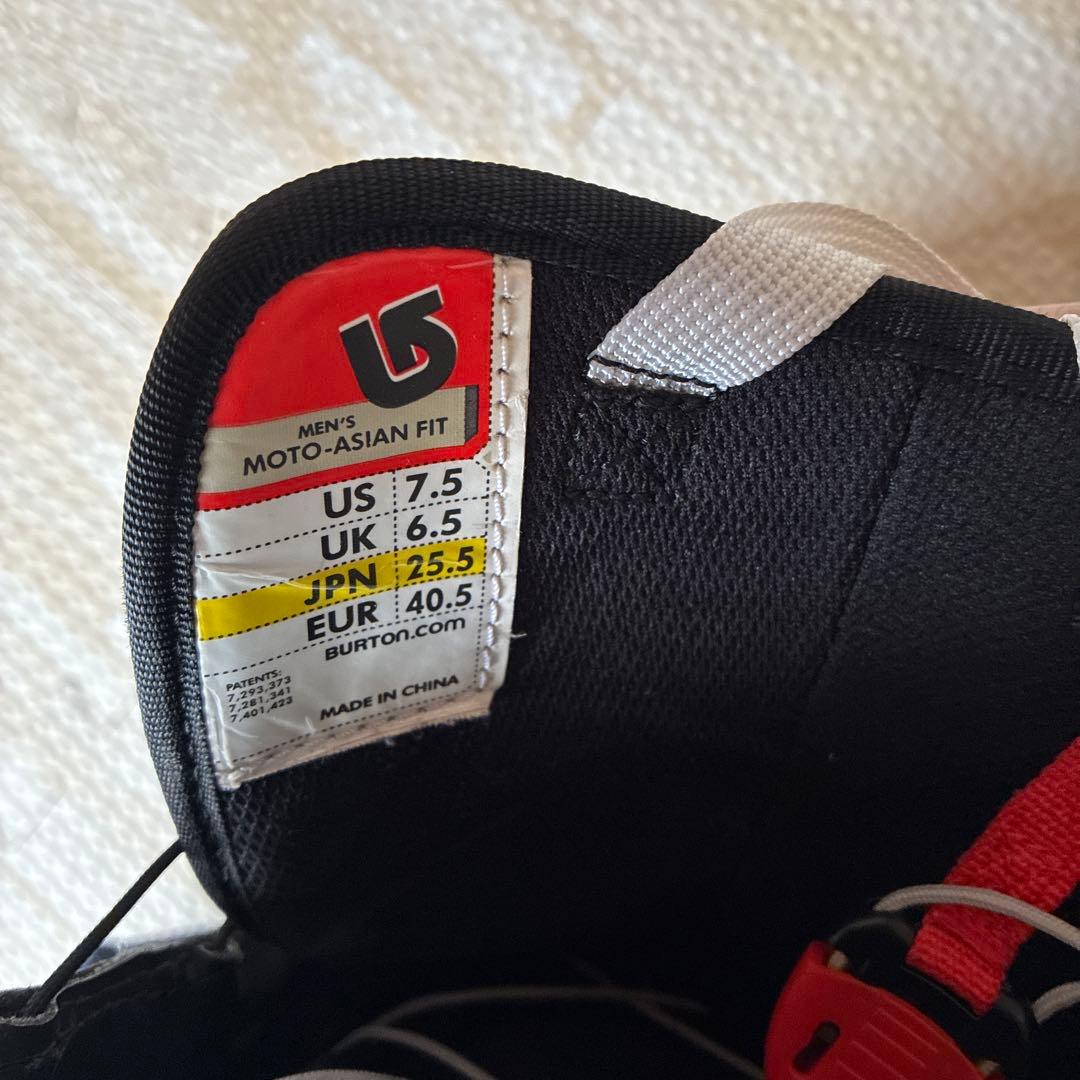 MEN'S
MOTO-ASIAN FIT
US 7.5
UK 6.5
JPN 25.5
EUR 40.5
BURTON.COM
PATENTS:
7,293,373
7,281,341
7,401,423
MADE IN CHINA